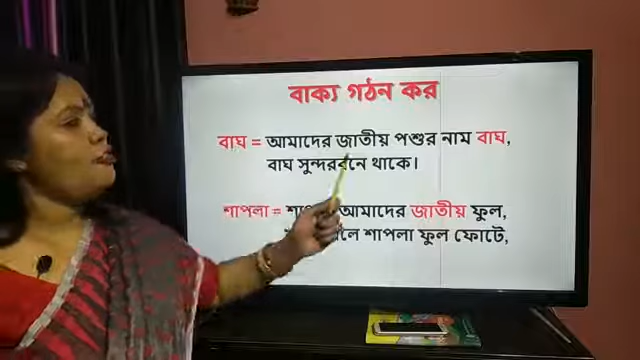 বাক্য গঠন কর
বাঘ = আমাদের জাতীয় পশুর নাম বাঘ,
বাঘ সুন্দরবনে থাকে।
শাপলা = আমাদের জাতীয় ফুল,
শাপলা ফুল ফোটে,